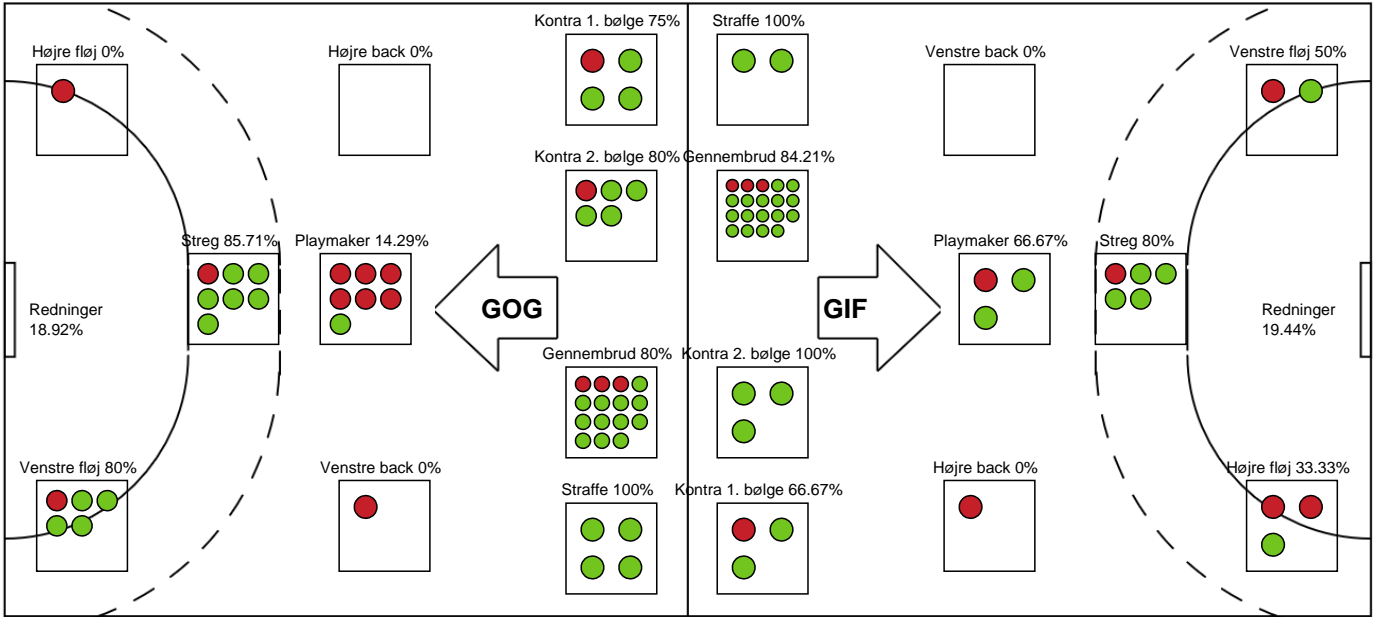 Kontra 1. bølge 75%
Straffe 100%
Højre fløj 0%
Højre back 0%
Venstre back 0%
Venstre fløj 50%
Kontra 2. bølge 80%
Gennembrud 84.21%
Streg 85.71%
Playmaker 14.29%
Playmaker 66.67%
Streg 80%
Redninger
18.92%
GOG
GIF
Redninger
19.44%
Gennembrud 80%
Kontra 2. bølge 100%
Venstre fløj 80%
Venstre back 0%
Straffe 100%
Kontra 1. bølge 66.67%
Højre back 0%
Højre fløj 33.33%